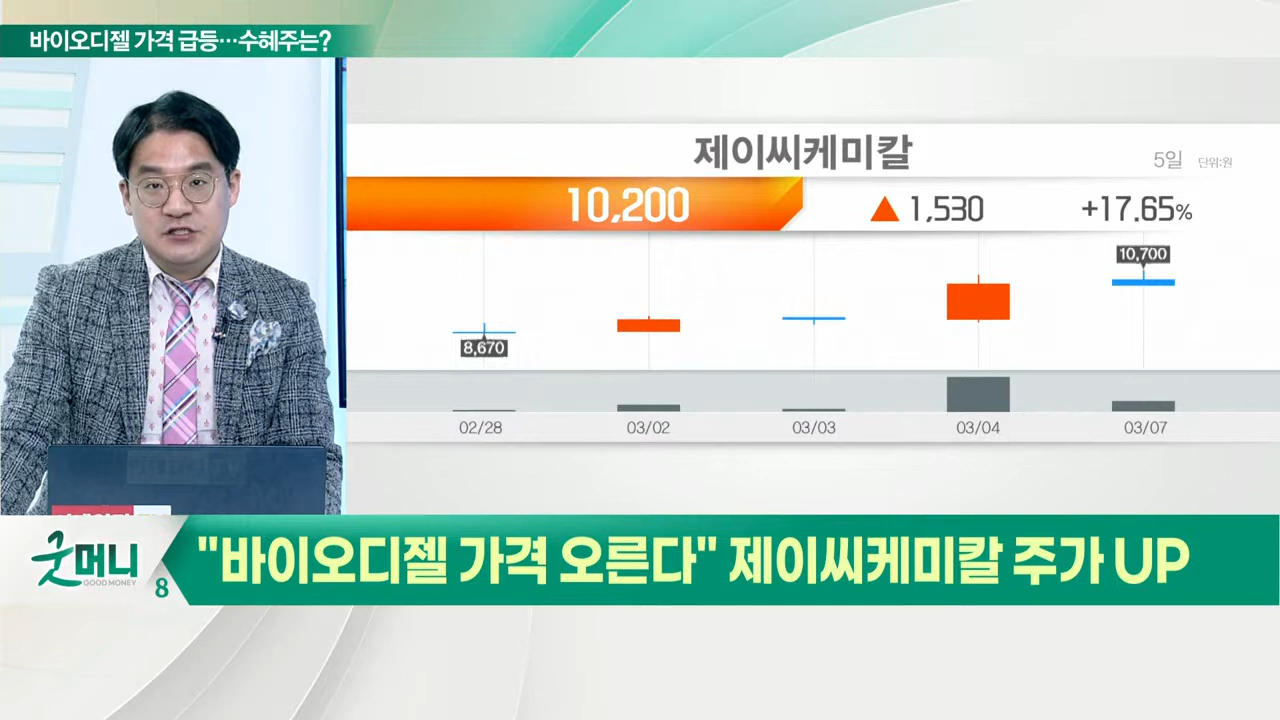 바이오디젤 가격 급등…수혜주는?
제이씨케미칼
5일 단위:원
10,200 ▲ 1,530 +17.65%
10,700
8,670
02/28 03/02 03/03 03/04 03/07
굿머니
GOOD MONEY
8
"바이오디젤 가격 오른다" 제이씨케미칼 주가 UP